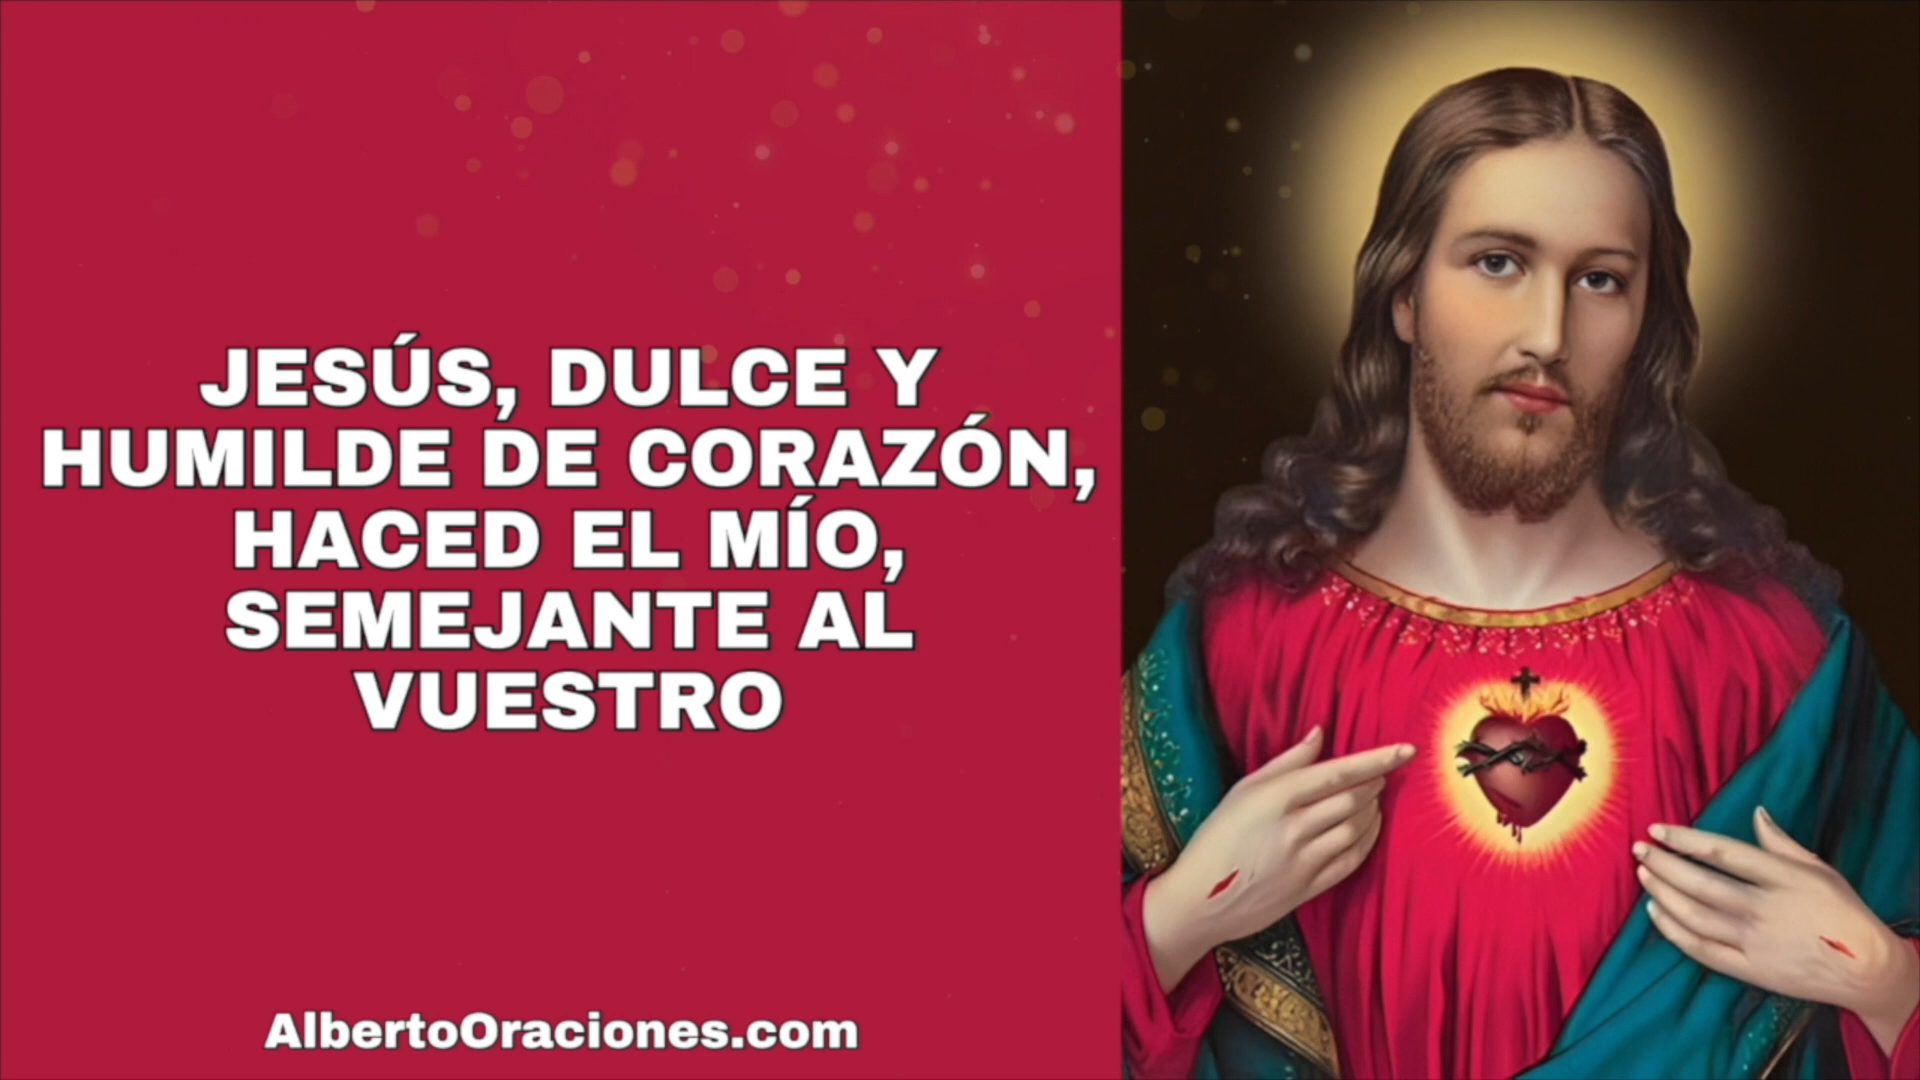 JESÚS, DULCE Y
HUMILDE DE CORAZÓN,
HACED EL MÍO,
SEMEJANTE AL
VUESTRO
AlbertoOraciones.com